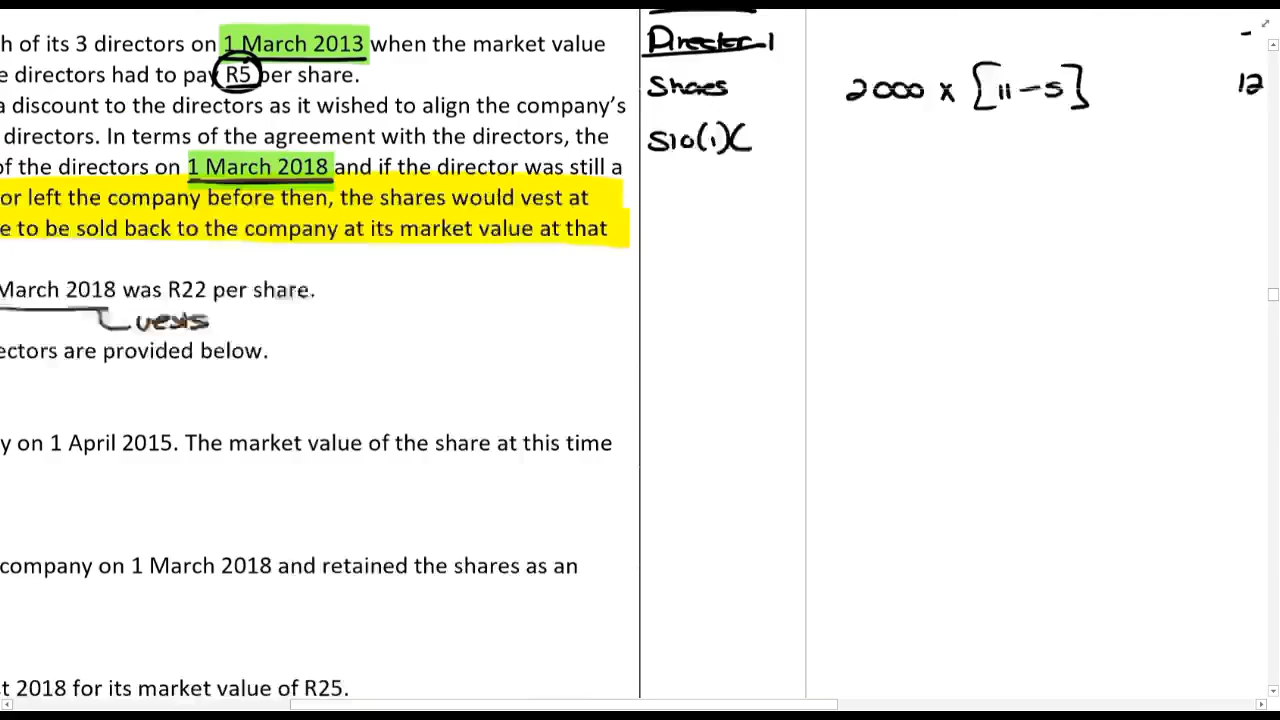 h of its 3 directors on 1 March 2013 when the market value
e directors had to pay R5 per share.
a discount to the directors as it wished to align the company's
directors. In terms of the agreement with the directors, the
of the directors on 1 March 2018 and if the director was still a
or left the company before then, the shares would vest at
e to be sold back to the company at its market value at that
March 2018 was R22 per share.
vests
ectors are provided below.
y on 1 April 2015. The market value of the share at this time
company on 1 March 2018 and retained the shares as an
t 2018 for its market value of R25.
Director 1
Shares 2000 x [11-5] 12
S10(1)(